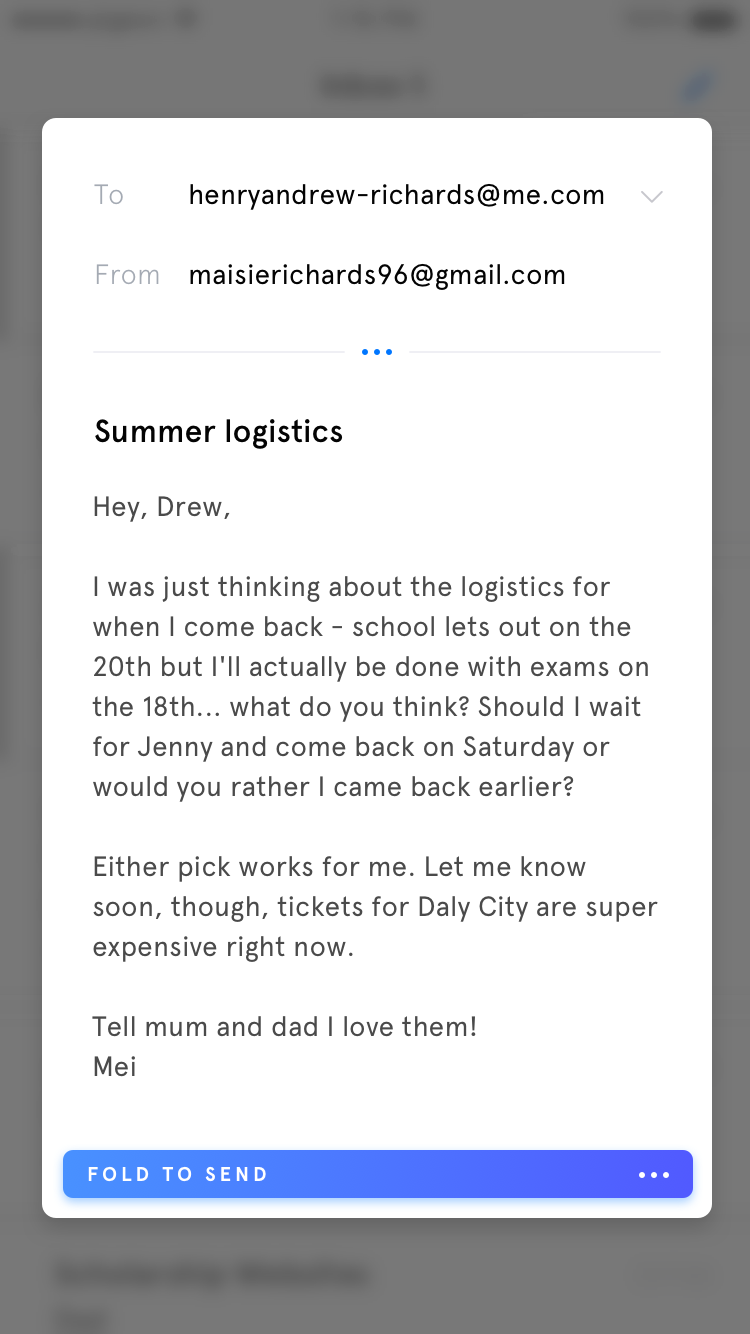 To henryandrew-richards@me.com
From maisierichards96@gmail.com
Summer logistics
Hey, Drew,
I was just thinking about the logistics for
when I come back - school lets out on the
20th but I'll actually be done with exams on
the 18th... what do you think? Should I wait
for Jenny and come back on Saturday or
would you rather I came back earlier?
Either pick works for me. Let me know
soon, though, tickets for Daly City are super
expensive right now.
Tell mum and dad I love them!
Mei
FOLD TO SEND
Scholarship Websites